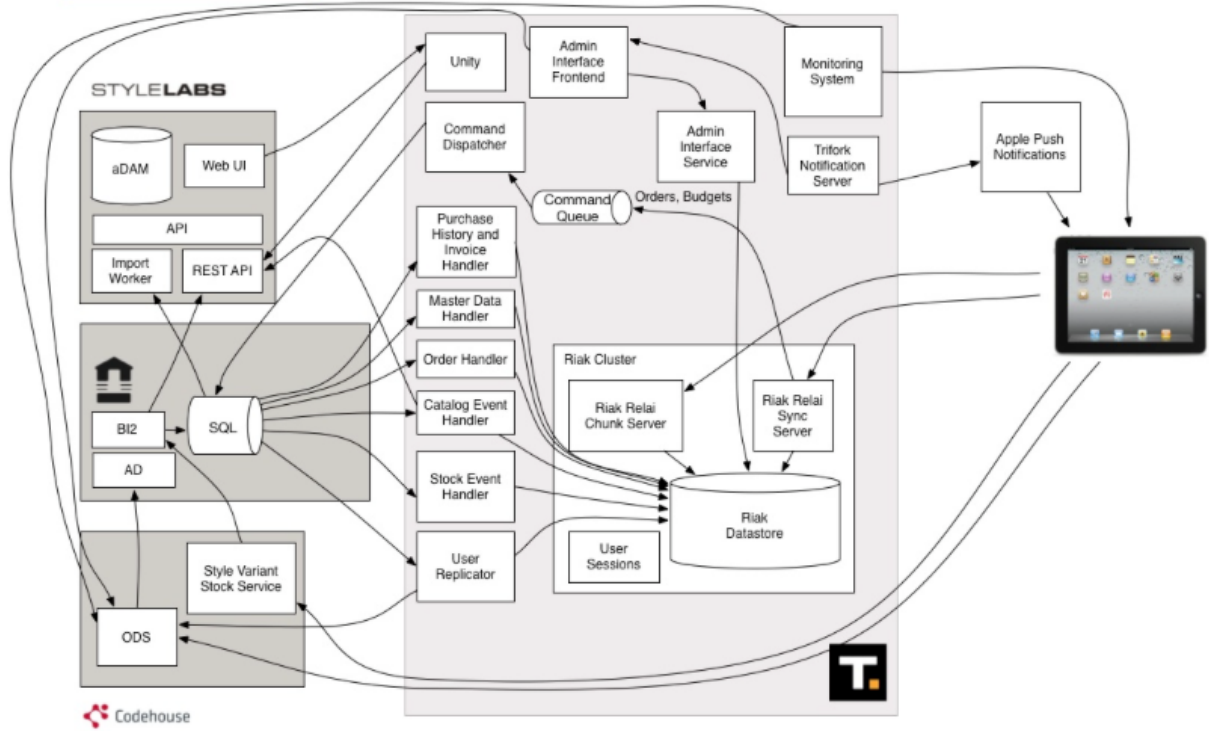 STYLELABS
aDAM
Web UI
API
Import
Worker
REST API
BI2
SQL
AD
Style Variant
Stock Service
ODS
Codehouse
Unity
Admin
Interface
Frontend
Monitoring
System
Command
Dispatcher
Admin
Interface
Service
Trifork
Notification
Server
Apple Push
Notifications
Command
Queue
Orders, Budgets
Purchase
History and
Invoice
Handler
Master Data
Handler
Order Handler
Catalog Event
Handler
Stock Event
Handler
User
Replicator
Riak Cluster
Riak Relai
Chunk Server
Riak Relai
Sync
Server
Riak
Datastore
User
Sessions
T.